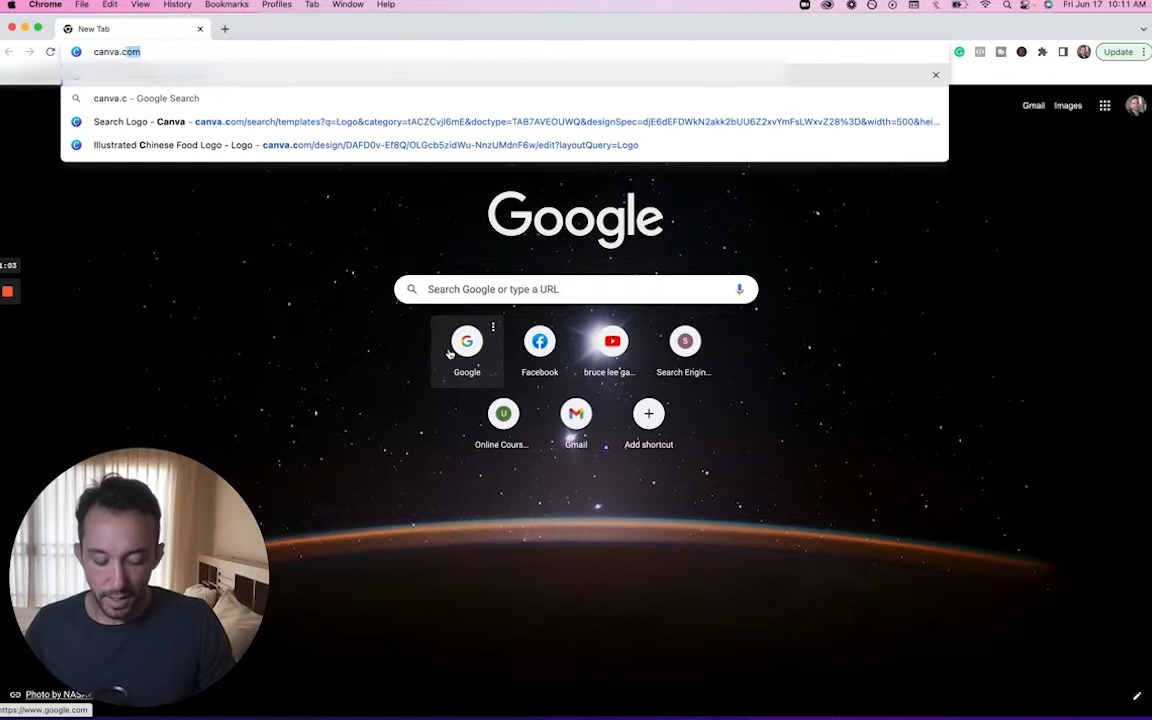 Chrome File Edit View History Bookmarks Profiles Tab Window Help Fri Jun 17 10:11 AM
New Tab
canva.com
Update
canva.c - Google Search
Search Logo - Canva - canva.com/search/templates?q=Logo&category=tACZCvjI6mE&doctype=TAB7AVEOUWQ&designSpec=djE6dEFDWkN2akk2bUU6Z2xvYmFsLWxvZ28%3D&width=500&hei...
Illustrated Chinese Food Logo - Logo - canva.com/design/DAFD0v-Ef8Q/OLGcb5zidWu-NnzUMdnF6w/edit?layoutQuery=Logo
Gmail Images
Google
Search Google or type a URL
1:03
Google Facebook bruce lee ga... Search Engin...
S
U
Online Cours... Gmail Add shortcut
Photo by NASA
https://www.google.com